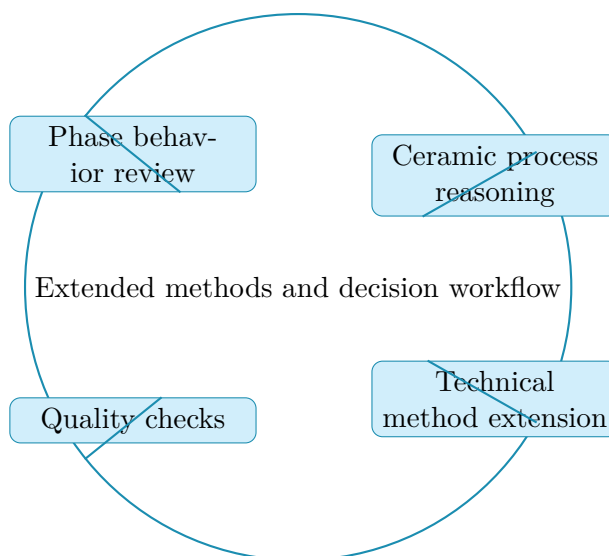 Phase behav-
ior review
Ceramic process
reasoning
Extended methods and decision workflow
Technical
method extension
Quality checks